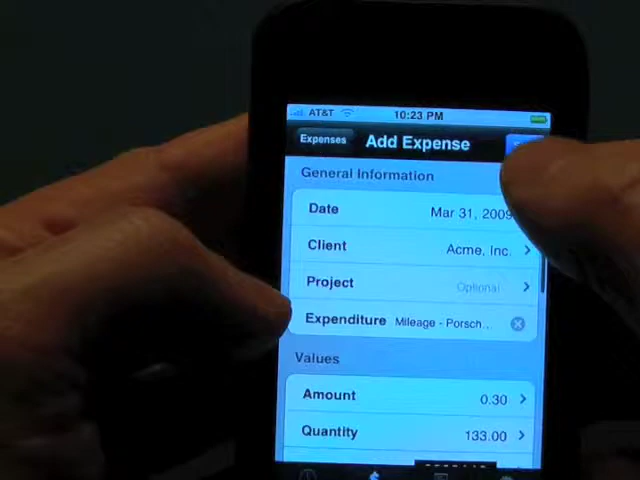 AT&T 10:23 PM
Expenses Add Expense
General Information
Date Mar 31, 2009
Client Acme, Inc.
Project Optional
Expenditure Mileage - Porsch...
Values
Amount 0.30
Quantity 133.00